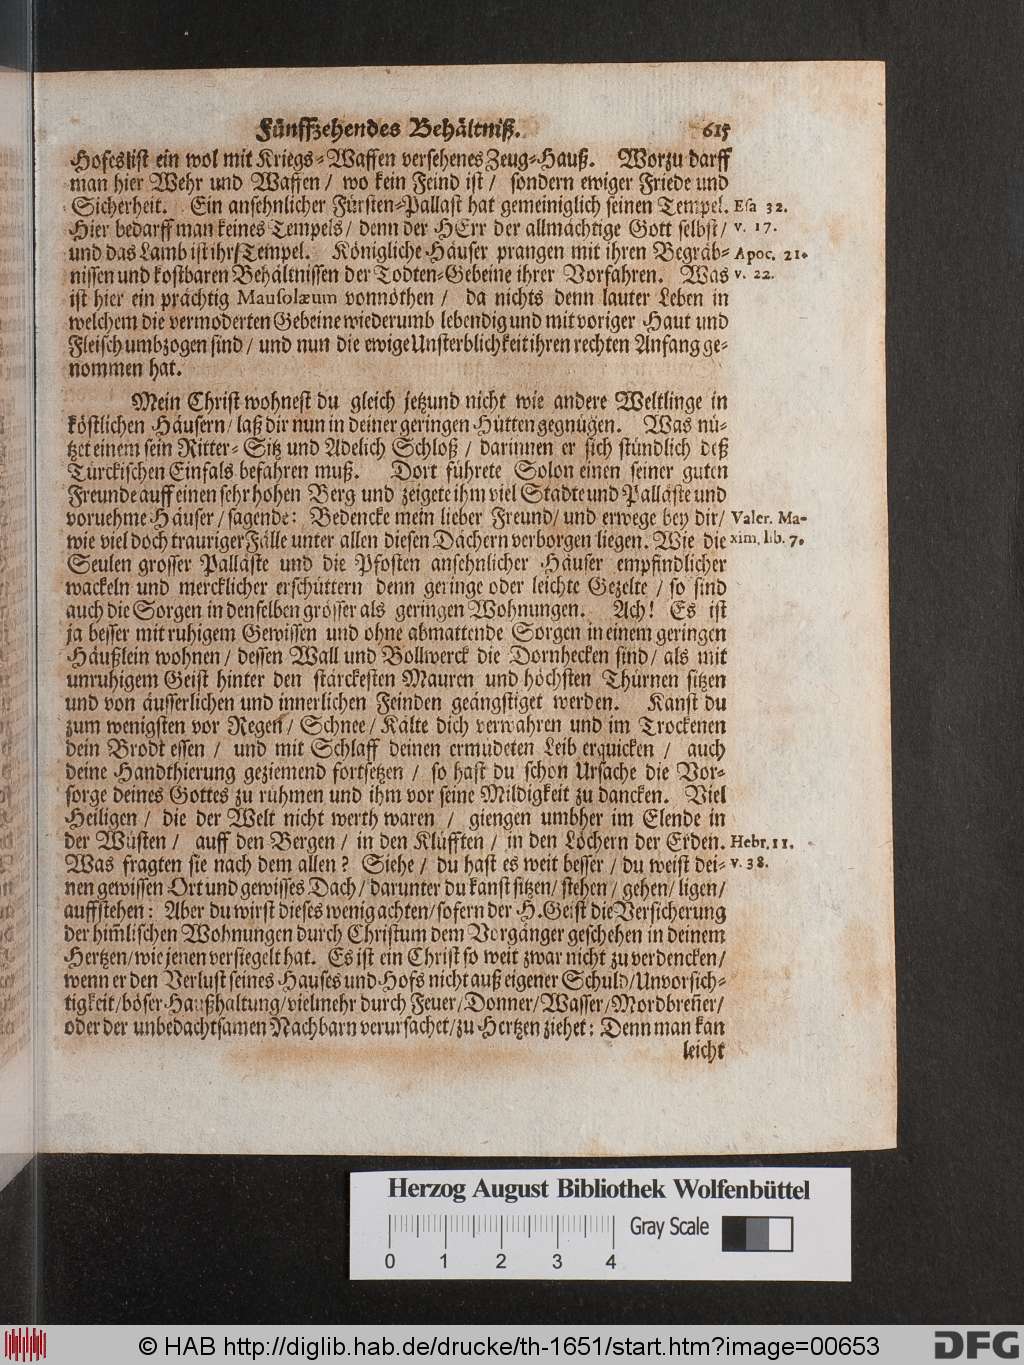 Fünffzehendes Behältniß. 615
Hofes ist ein wol mit Kriegs-Waffen versehenes Zeug-Hauß. Worzu darff
man hier Wehr und Waffen / wo kein Feind ist / sondern ewiger Friede und
Sicherheit. Ein ansehnlicher Fürsten-Pallast hat gemeiniglich seinen Tempel. Esa 32.
Hier bedarff man keines Tempels / denn der HErr der allmächtige Gott selbst / v. 17.
und das Lamb ist ihr Tempel. Königliche Häuser prangen mit ihren Begräb- Apoc. 21.
nissen und kostbaren Behältnissen der Todten-Gebeine ihrer Vorfahren. Was v. 22.
ist hier ein prächtig Mausolæum vonnöthen / da nichts denn lauter Leben in
welchem die vermoderten Gebeine wiederumb lebendig und mit voriger Haut und
Fleisch umbzogen sind / und nun die ewige Unsterblichkeit ihren rechten Anfang ge-
nommen hat.
Mein Christ wohnest du gleich jetzund nicht wie andere Weltlinge in
köstlichen Häusern / laß dir nun in deiner geringen Hütten gegnügen. Was nü-
tzet einem sein Ritter-Sitz und Adelich Schloß / darinnen er sich stündlich deß
Türckischen Einfals befahren muß. Dort führete Solon einen seiner guten
Freunde auff einen sehr hohen Berg und zeigete ihm viel Städte und Palläste und
voruehme Häuser / sagende: Bedencke mein lieber Freund / und erwege bey dir / Valer. Ma-
wie viel doch trauriger Fälle unter allen diesen Dächern verborgen liegen. Wie die xim. lib. 7.
Seulen grosser Palläste und die Pfosten ansehnlicher Häuser empfindlicher
wackeln und mercklicher erschüttern denn geringe oder leichte Gezelte / so sind
auch die Sorgen in denselben grösser als geringen Wohnungen. Ach! Es ist
ja besser mit ruhigem Gewissen und ohne abmattende Sorgen in einem geringen
Häußlein wohnen / dessen Wall und Bollwerck die Dornhecken sind / als mit
unruhigem Geist hinter den stärckesten Mauren und höchsten Thürnen sitzen
und von äusserlichen und innerlichen Feinden geängstiget werden. Kanst du
zum wenigsten vor Regen / Schnee / Kälte dich verwahren und im Trockenen
dein Brodt essen / und mit Schlaff deinen ermüdeten Leib erquicken / auch
deine Handthierung geziemend fortsetzen / so hast du schon Ursache die Vor-
sorge deines Gottes zu rühmen und ihm vor seine Mildigkeit zu dancken. Viel
Heiligen / die der Welt nicht werth waren / giengen umbher im Elende in
der Wüsten / auff den Bergen / in den Klüfften / in den Löchern der Erden. Hebr. 11.
Was fragten sie nach dem allen? Siehe / du hast es weit besser / du weist dei- v. 38.
nen gewissen Ort und gewisses Dach / darunter du kanst sitzen / stehen / gehen / ligen /
auffstehen: Aber du wirst dieses wenig achten / sofern der H. Geist die Versicherung
der him̃lischen Wohnungen durch Christum dem Vorgänger geschehen in deinem
Hertzen / wie jenen versiegelt hat. Es ist ein Christ so weit zwar nicht zu verdencken /
wenn er den Verlust seines Hauses und Hofs nicht auß eigener Schuld / Unvorsich-
tigkeit / böser Haußhaltung / vielmehr durch Feuer / Donner / Wasser / Mordbreñer /
oder der unbedachtsamen Nachbarn verursachet / zu Hertzen ziehet: Denn man kan
leicht
Herzog August Bibliothek Wolfenbüttel
Gray Scale
0 1 2 3 4
© HAB http://diglib.hab.de/drucke/th-1651/start.htm?image=00653
DFG